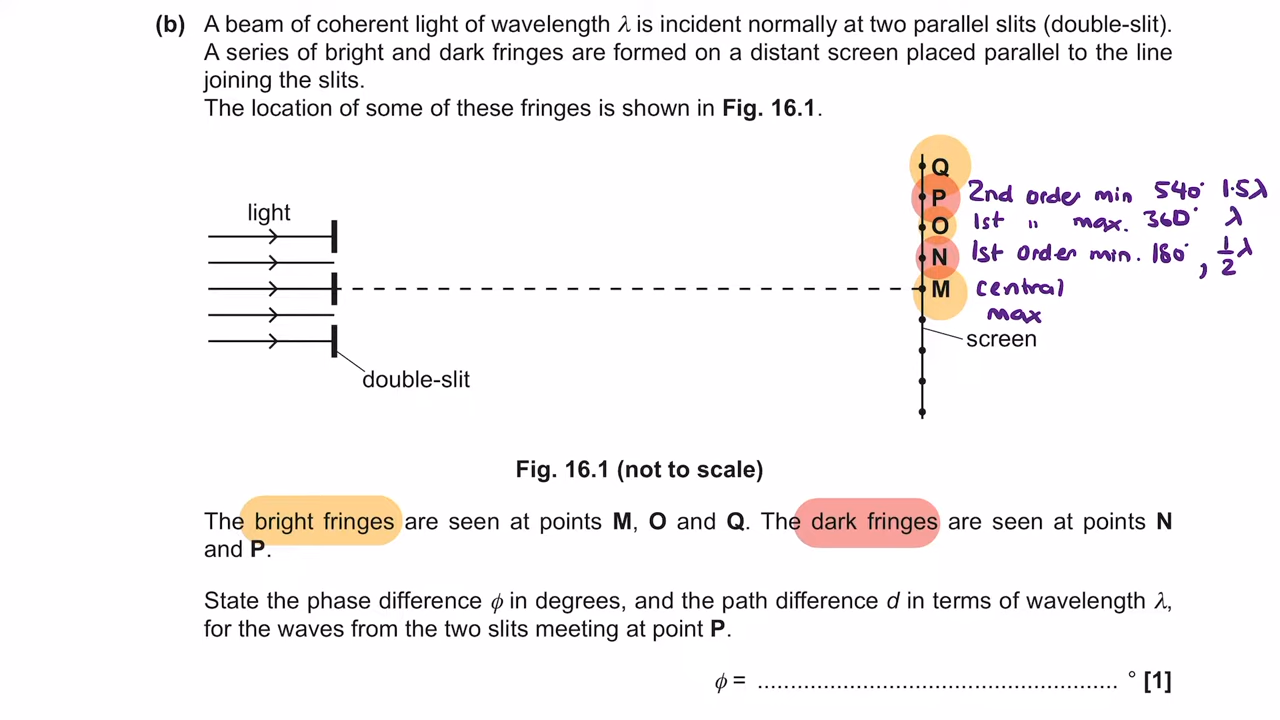 (b) A beam of coherent light of wavelength λ is incident normally at two parallel slits (double-slit).
A series of bright and dark fringes are formed on a distant screen placed parallel to the line
joining the slits.
The location of some of these fringes is shown in Fig. 16.1.
Q
P 2nd order min 540° 1.5λ
light
O 1st " max. 360° λ
N 1st order min. 180°, 1/2 λ
M central
max
screen
double-slit
Fig. 16.1 (not to scale)
The bright fringes are seen at points M, O and Q. The dark fringes are seen at points N
and P.
State the phase difference ϕ in degrees, and the path difference d in terms of wavelength λ,
for the waves from the two slits meeting at point P.
ϕ = ....................................................... ° [1]